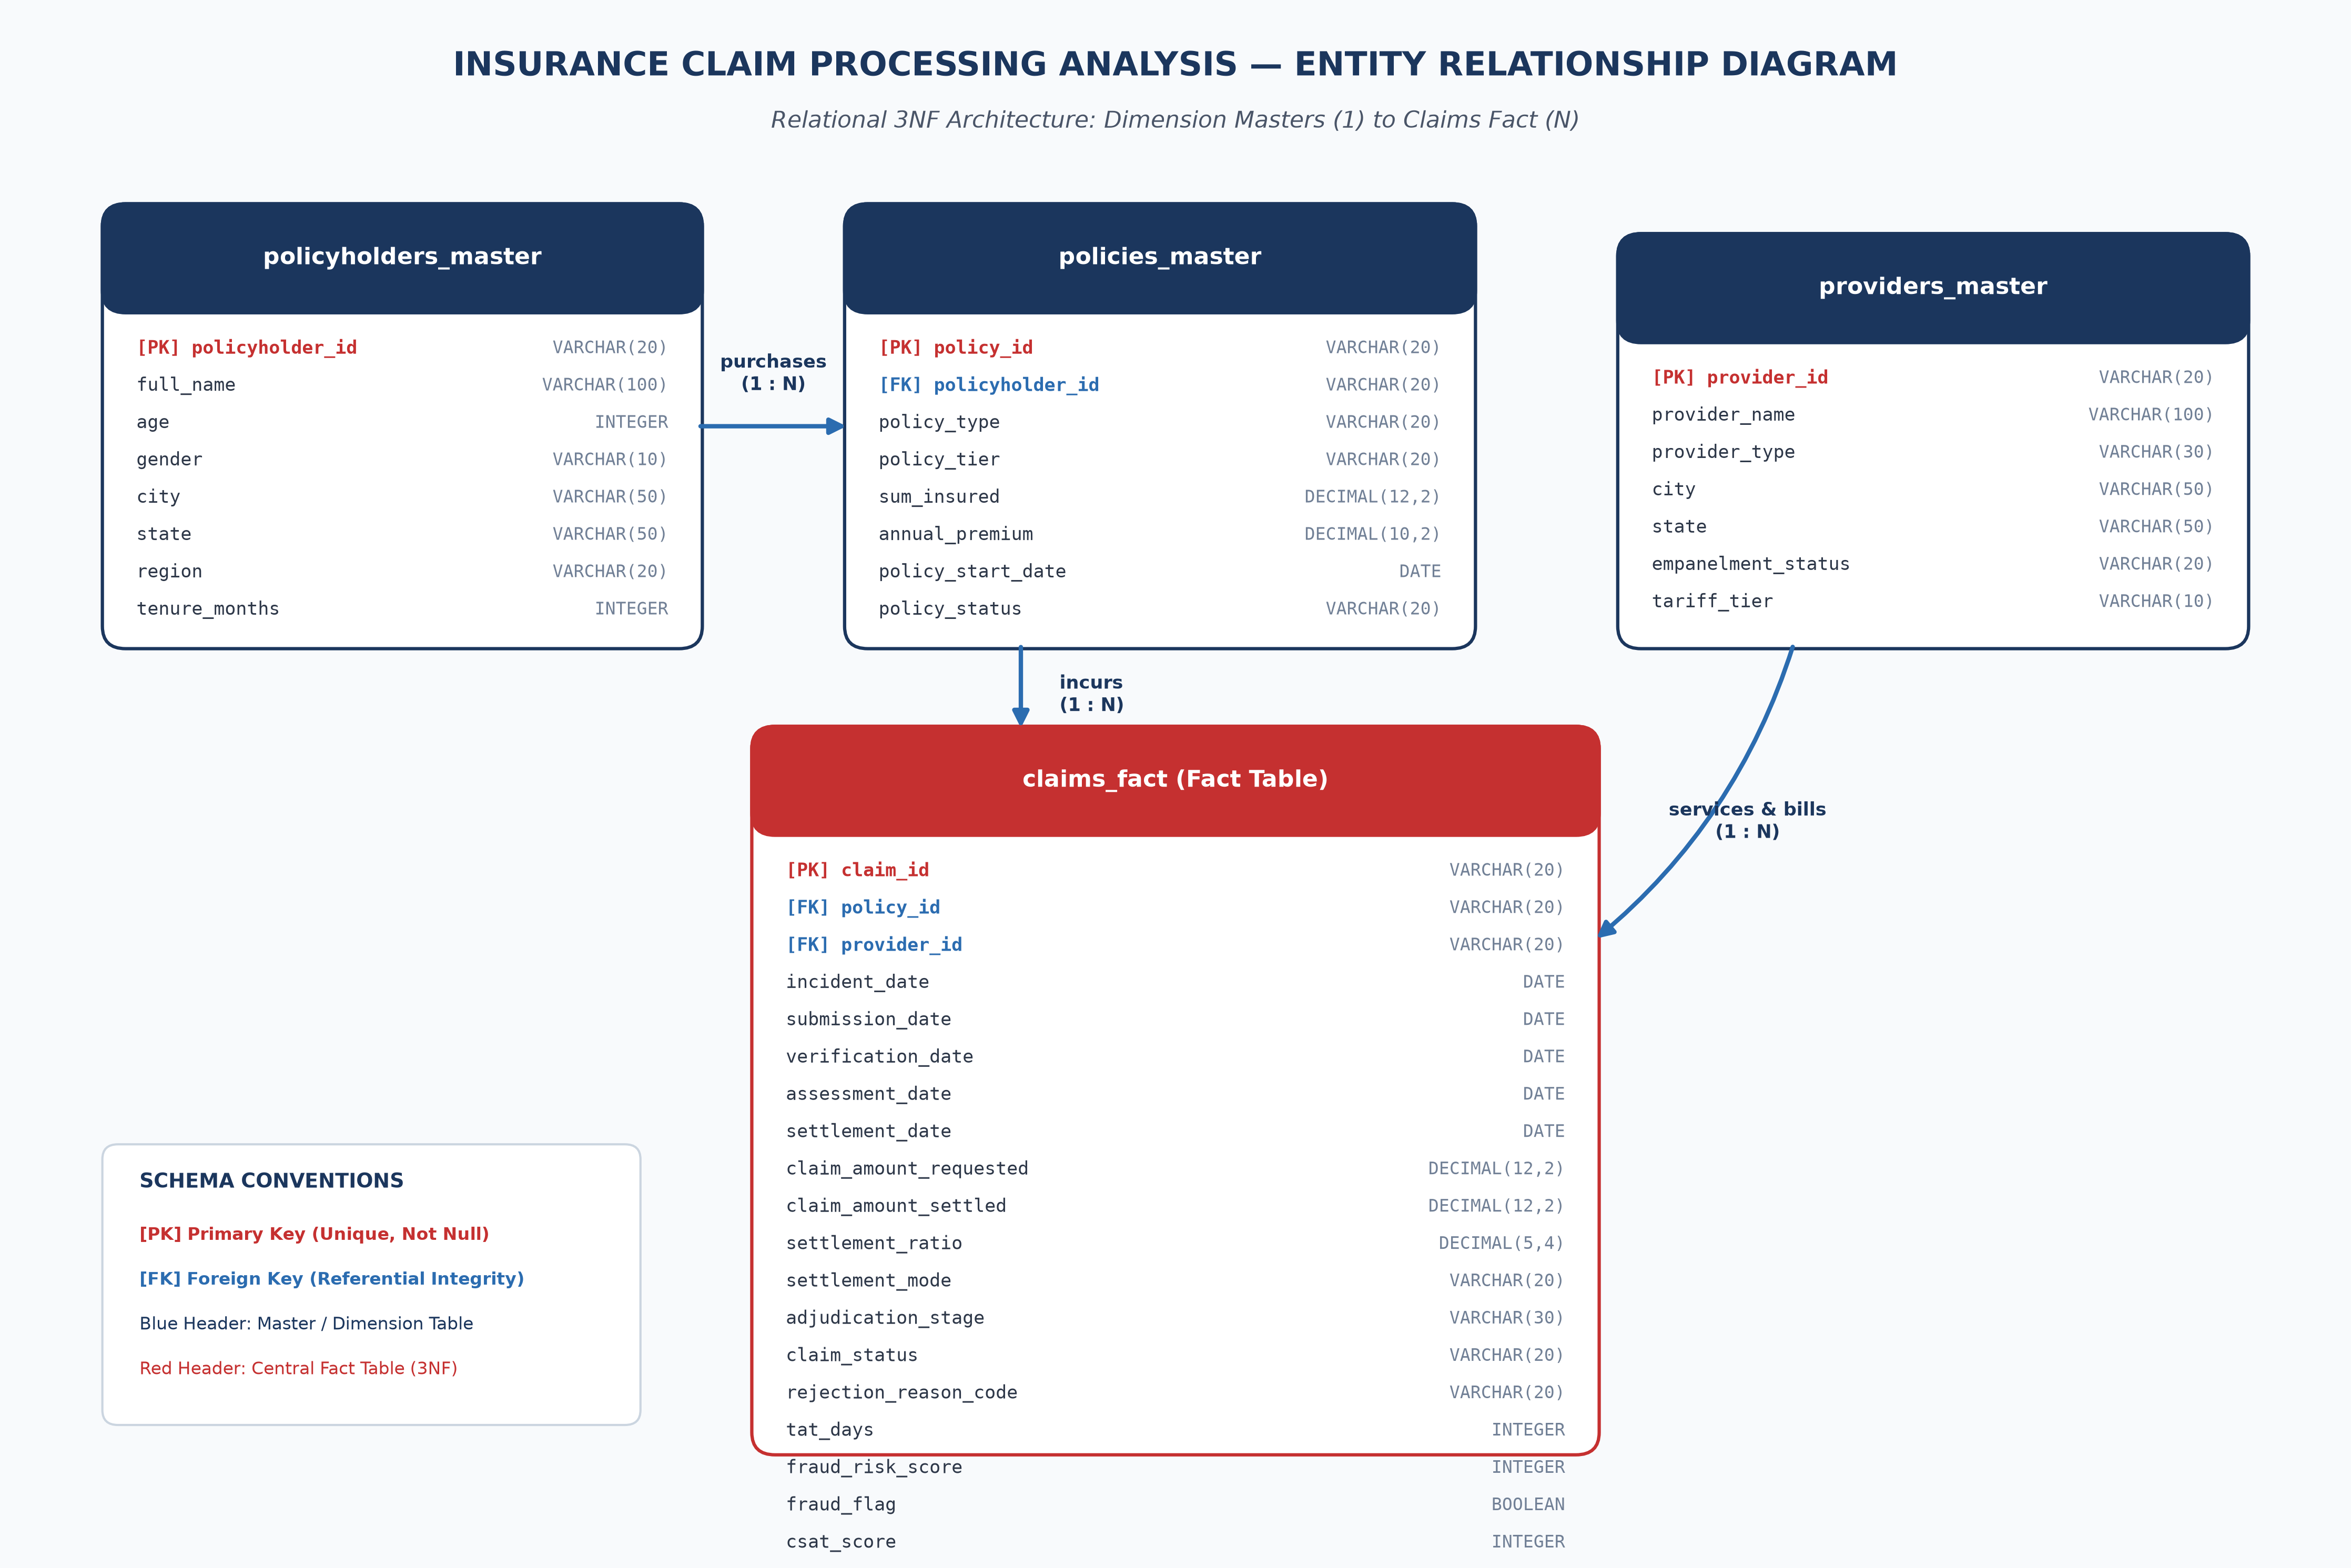 INSURANCE CLAIM PROCESSING ANALYSIS — ENTITY RELATIONSHIP DIAGRAM
Relational 3NF Architecture: Dimension Masters (1) to Claims Fact (N)
policyholders_master
[PK] policyholder_id VARCHAR(20)
full_name VARCHAR(100)
age INTEGER
gender VARCHAR(10)
city VARCHAR(50)
state VARCHAR(50)
region VARCHAR(20)
tenure_months INTEGER
purchases
(1 : N)
policies_master
[PK] policy_id VARCHAR(20)
[FK] policyholder_id VARCHAR(20)
policy_type VARCHAR(20)
policy_tier VARCHAR(20)
sum_insured DECIMAL(12,2)
annual_premium DECIMAL(10,2)
policy_start_date DATE
policy_status VARCHAR(20)
providers_master
[PK] provider_id VARCHAR(20)
provider_name VARCHAR(100)
provider_type VARCHAR(30)
city VARCHAR(50)
state VARCHAR(50)
empanelment_status VARCHAR(20)
tariff_tier VARCHAR(10)
incurs
(1 : N)
services & bills
(1 : N)
claims_fact (Fact Table)
[PK] claim_id VARCHAR(20)
[FK] policy_id VARCHAR(20)
[FK] provider_id VARCHAR(20)
incident_date DATE
submission_date DATE
verification_date DATE
assessment_date DATE
settlement_date DATE
claim_amount_requested DECIMAL(12,2)
claim_amount_settled DECIMAL(12,2)
settlement_ratio DECIMAL(5,4)
settlement_mode VARCHAR(20)
adjudication_stage VARCHAR(30)
claim_status VARCHAR(20)
rejection_reason_code VARCHAR(20)
tat_days INTEGER
fraud_risk_score INTEGER
fraud_flag BOOLEAN
csat_score INTEGER
SCHEMA CONVENTIONS
[PK] Primary Key (Unique, Not Null)
[FK] Foreign Key (Referential Integrity)
Blue Header: Master / Dimension Table
Red Header: Central Fact Table (3NF)